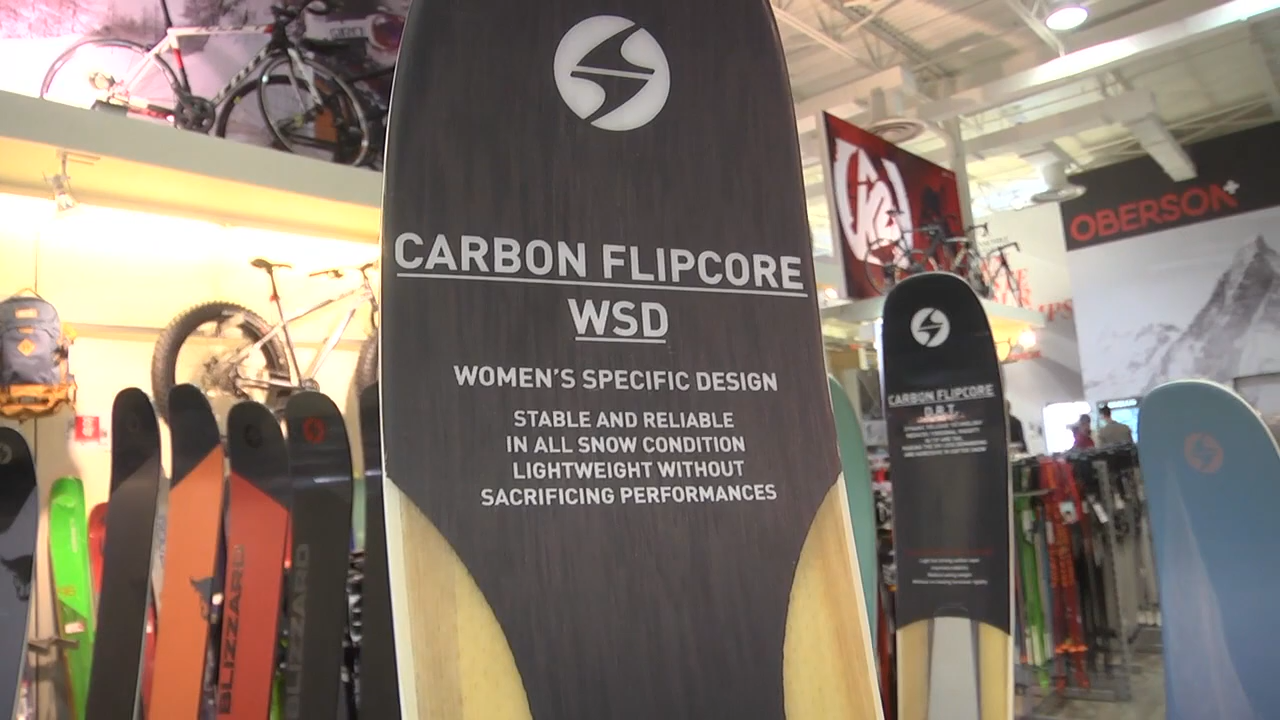 CARBON FLIPCORE
WSD
WOMEN'S SPECIFIC DESIGN
STABLE AND RELIABLE
IN ALL SNOW CONDITION
LIGHTWEIGHT WITHOUT
SACRIFICING PERFORMANCES
OBERSON
CARBON FLIPCORE
D.R.T.
BLIZZARD
BLIZZARD